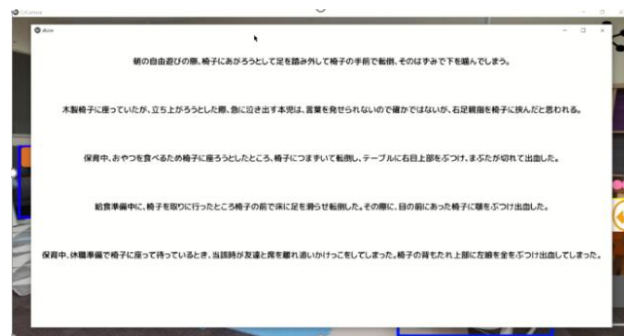 朝の自由遊びの際、椅子にあがろうとして足を踏み外して椅子の手前で転倒、そのはずみで下を噛んでしまう。
木製椅子に座っていたが、立ち上がろうとした際、急に泣き出す本児は、言葉を発せられないので確かではないが、右足親指を椅子に挟んだと思われる。
保育中、おやつを食べるため椅子に座ろうとしたところ、椅子につまずいて転倒し、テーブルに右目上部をぶつけ、まぶたが切れて出血した。
給食準備中に、椅子を取りに行ったところ椅子の前で床に足を滑らせ転倒した。その際に、目の前にあった椅子に顎をぶつけ出血した。
保育中、休職準備で椅子に座って待っているとき、当該時が友達と席を離れ追いかけっこをしてしまった。椅子の背もたれ上部に左頬を金をぶつけ出血してしまった。